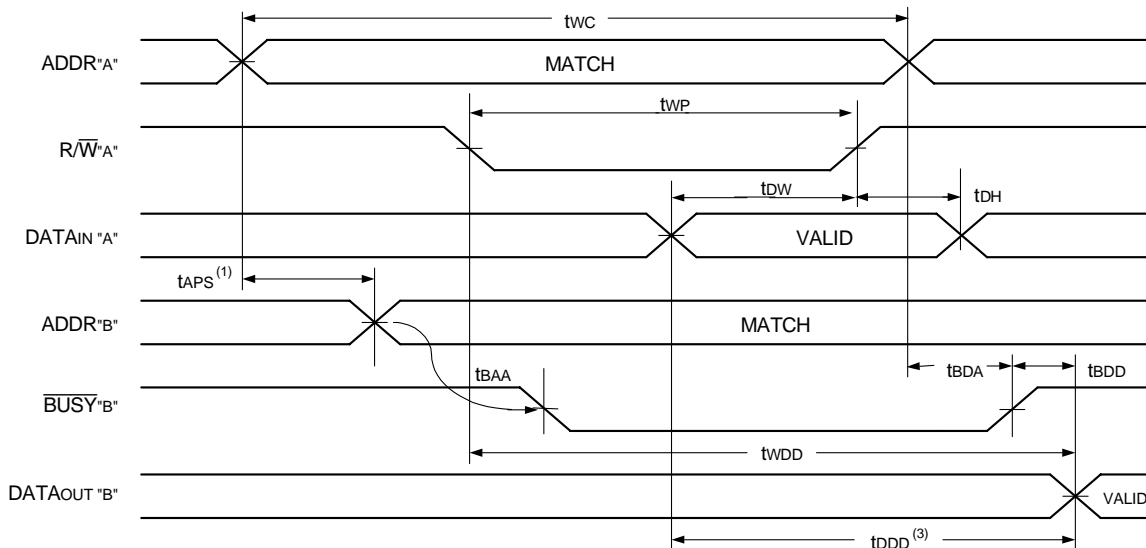 tWC
ADDR"A" MATCH
tWP
R/W"A"
tDW tDH
DATAIN "A" VALID
tAPS (1)
ADDR"B" MATCH
tBAA tBDA tBDD
BUSY"B"
tWDD
DATAOUT "B" VALID
tDDD (3)